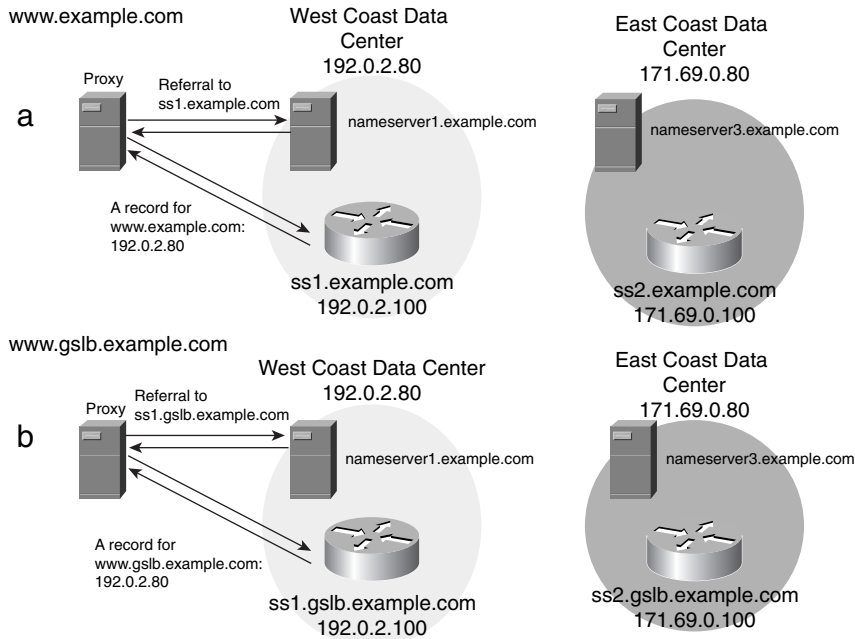 www.example.com
West Coast Data
Center
192.0.2.80
East Coast Data
Center
171.69.0.80
Proxy
Referral to
ss1.example.com
a
nameserver1.example.com
nameserver3.example.com
A record for
www.example.com:
192.0.2.80
ss1.example.com
192.0.2.100
ss2.example.com
171.69.0.100
www.gslb.example.com
West Coast Data Center
192.0.2.80
East Coast Data
Center
171.69.0.80
Proxy
Referral to
ss1.gslb.example.com
b
nameserver1.example.com
nameserver3.example.com
A record for
www.gslb.example.com:
192.0.2.80
ss1.gslb.example.com
192.0.2.100
ss2.gslb.example.com
171.69.0.100